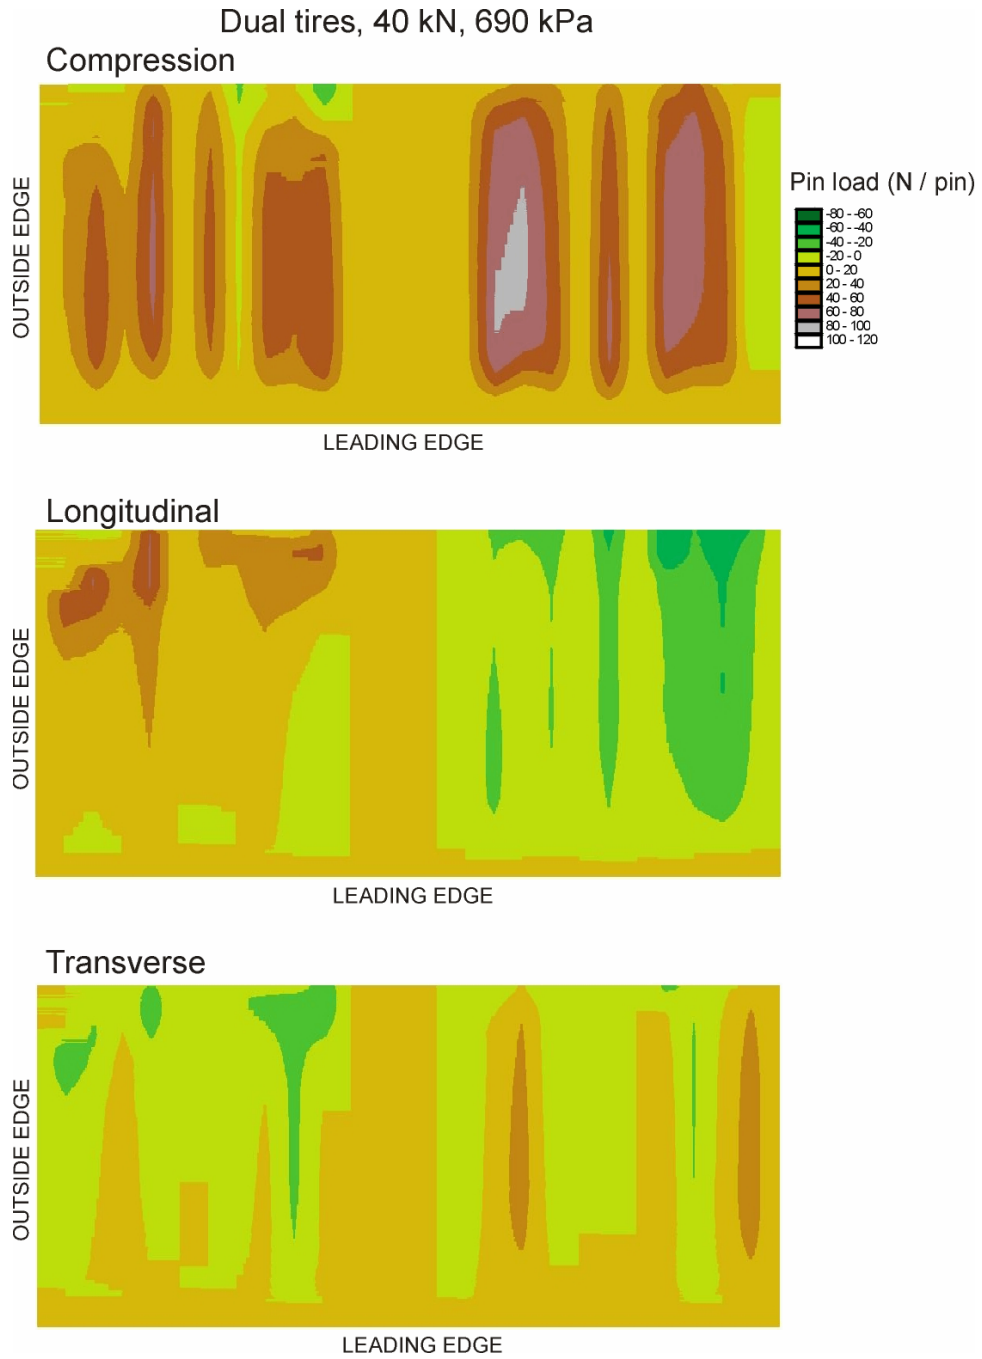 Dual tires, 40 kN, 690 kPa
Compression
OUTSIDE EDGE
Pin load (N / pin)
-80 - -60
-60 - -40
-40 - -20
-20 - 0
0 - 20
20 - 40
40 - 60
60 - 80
80 - 100
100 - 120
LEADING EDGE
Longitudinal
OUTSIDE EDGE
LEADING EDGE
Transverse
OUTSIDE EDGE
LEADING EDGE